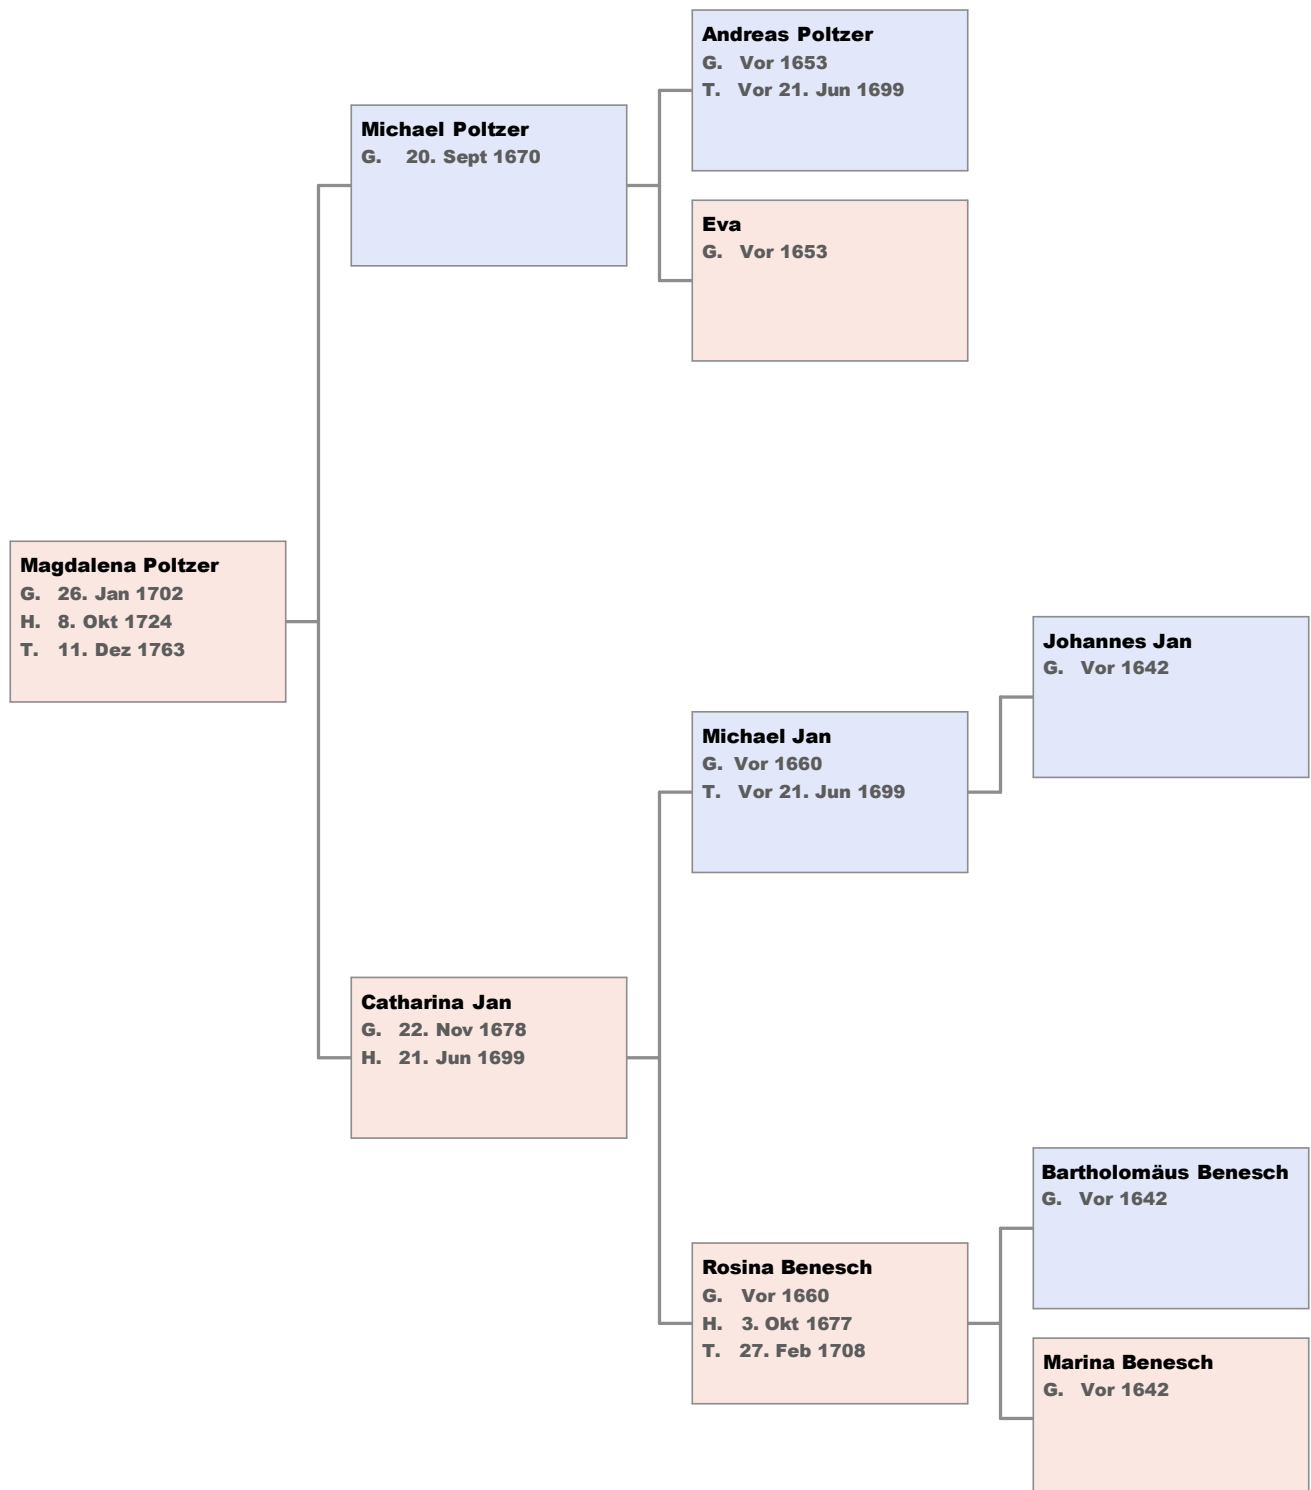 Andreas Poltzer
G. Vor 1653
T. Vor 21. Jun 1699
Michael Poltzer
G. 20. Sept 1670
Eva
G. Vor 1653
Magdalena Poltzer
G. 26. Jan 1702
H. 8. Okt 1724
T. 11. Dez 1763
Johannes Jan
G. Vor 1642
Michael Jan
G. Vor 1660
T. Vor 21. Jun 1699
Catharina Jan
G. 22. Nov 1678
H. 21. Jun 1699
Bartholomäus Benesch
G. Vor 1642
Rosina Benesch
G. Vor 1660
H. 3. Okt 1677
T. 27. Feb 1708
Marina Benesch
G. Vor 1642